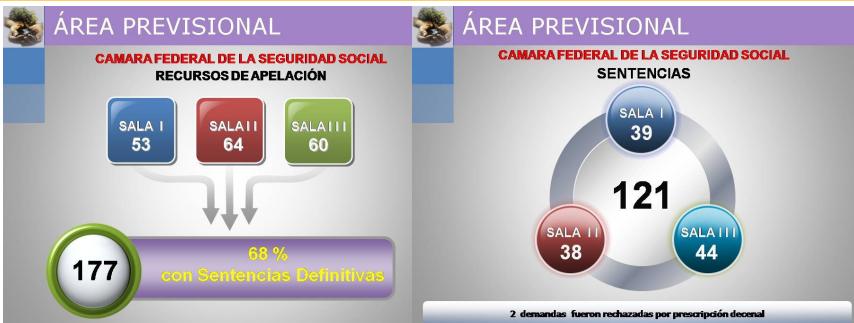 ÁREA PREVISIONAL
CAMARA FEDERAL DE LA SEGURIDAD SOCIAL
RECURSOS DE APELACIÓN
SALA I
53
SALA II
64
SALA III
60
177
68 %
con Sentencias Definitivas
ÁREA PREVISIONAL
CAMARA FEDERAL DE LA SEGURIDAD SOCIAL
SENTENCIAS
SALA I
39
121
SALA II
38
SALA III
44
2 demandas fueron rechazadas por prescripción decenal